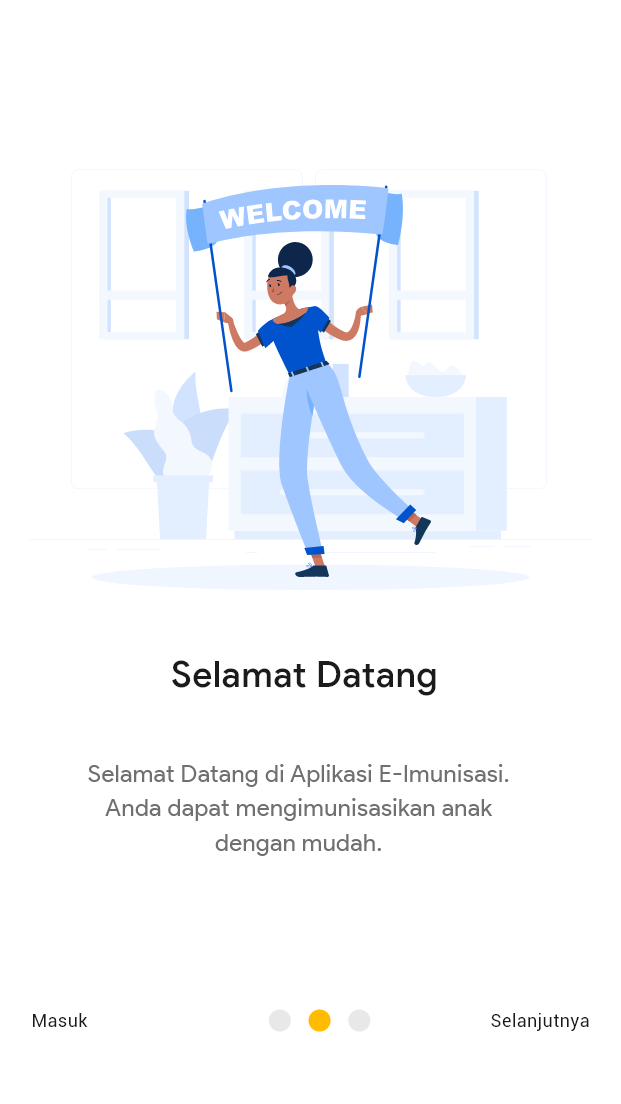 WELCOME
Selamat Datang
Selamat Datang di Aplikasi E-Imunisasi.
Anda dapat mengimunisasikan anak
dengan mudah.
Masuk
Selanjutnya